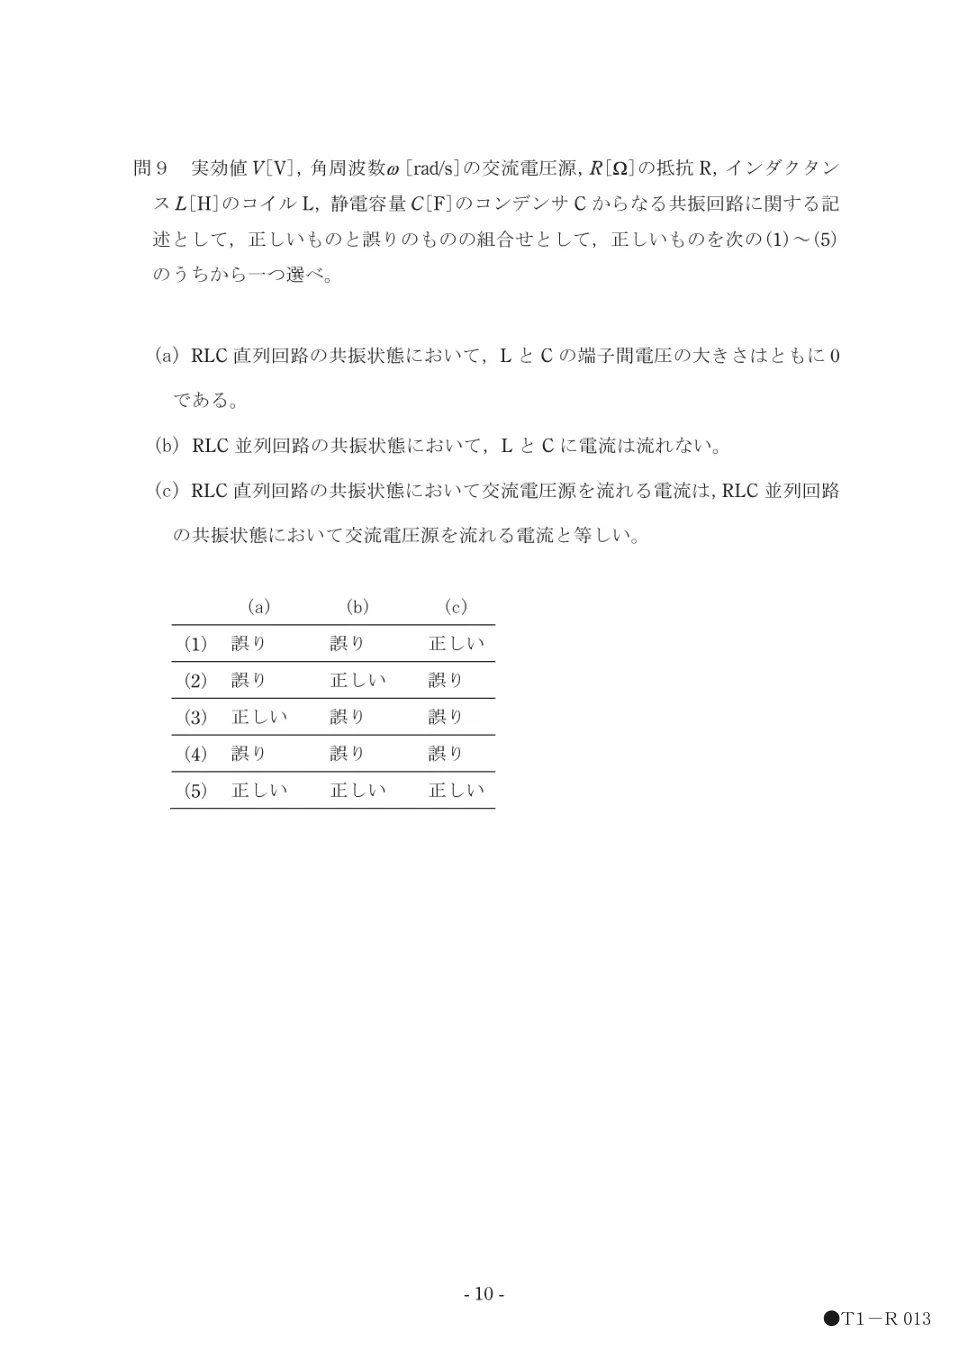 問９　実効値V[V], 角周波数ω [rad/s]の交流電圧源, R[Ω]の抵抗 R, インダクタン
スL[H]のコイル L, 静電容量C[F]のコンデンサ C からなる共振回路に関する記
述として，正しいものと誤りのものの組合せとして，正しいものを次の(1)～(5)
のうちから一つ選べ。
(a) RLC 直列回路の共振状態において，L と C の端子間電圧の大きさはともに 0
である。
(b) RLC 並列回路の共振状態において，L と C に電流は流れない。
(c) RLC 直列回路の共振状態において交流電圧源を流れる電流は, RLC 並列回路
の共振状態において交流電圧源を流れる電流と等しい。
(a) (b) (c)
(1) 誤り 誤り 正しい
(2) 誤り 正しい 誤り
(3) 正しい 誤り 誤り
(4) 誤り 誤り 誤り
(5) 正しい 正しい 正しい
- 10 -
●T1－R 013